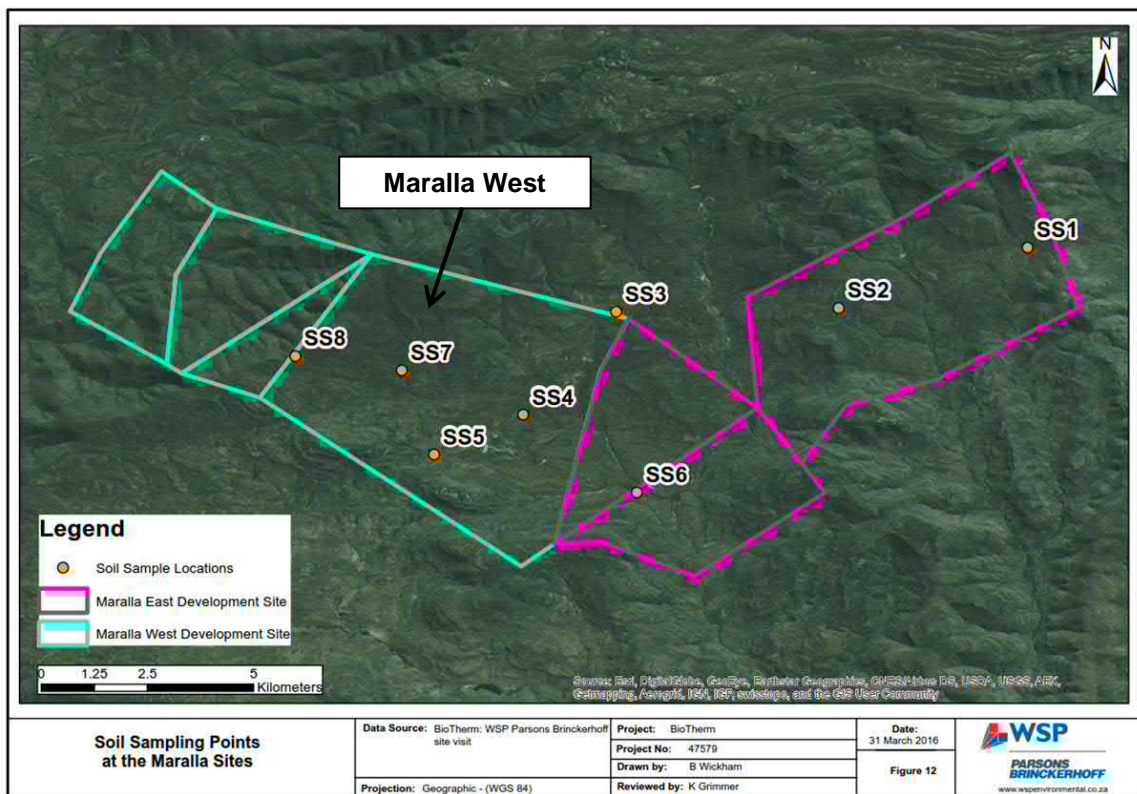 N
Maralla West
SS1
SS2
SS3
SS8
SS7
SS4
SS5
SS6
Legend
Soil Sample Locations
Maralla East Development Site
Maralla West Development Site
0 1.25 2.5 5
Kilometers
Source: Esri, DigitalGlobe, GeoEye, Earthstar Geographics, CNES/Airbus DS, USDA, USGS, AEX,
Getmapping, Aerogrid, IGN, IGP, swisstopo, and the GIS User Community
Soil Sampling Points
at the Maralla Sites
Data Source: BioTherm: WSP Parsons Brinckerhoff
site visit
Projection: Geographic - (WGS 84)
Project: BioTherm
Project No: 47579
Drawn by: B Wickham
Reviewed by: K Grimmer
Date:
31 March 2016
Figure 12
WSP
PARSONS
BRINCKERHOFF
www.wspenvironmental.co.za